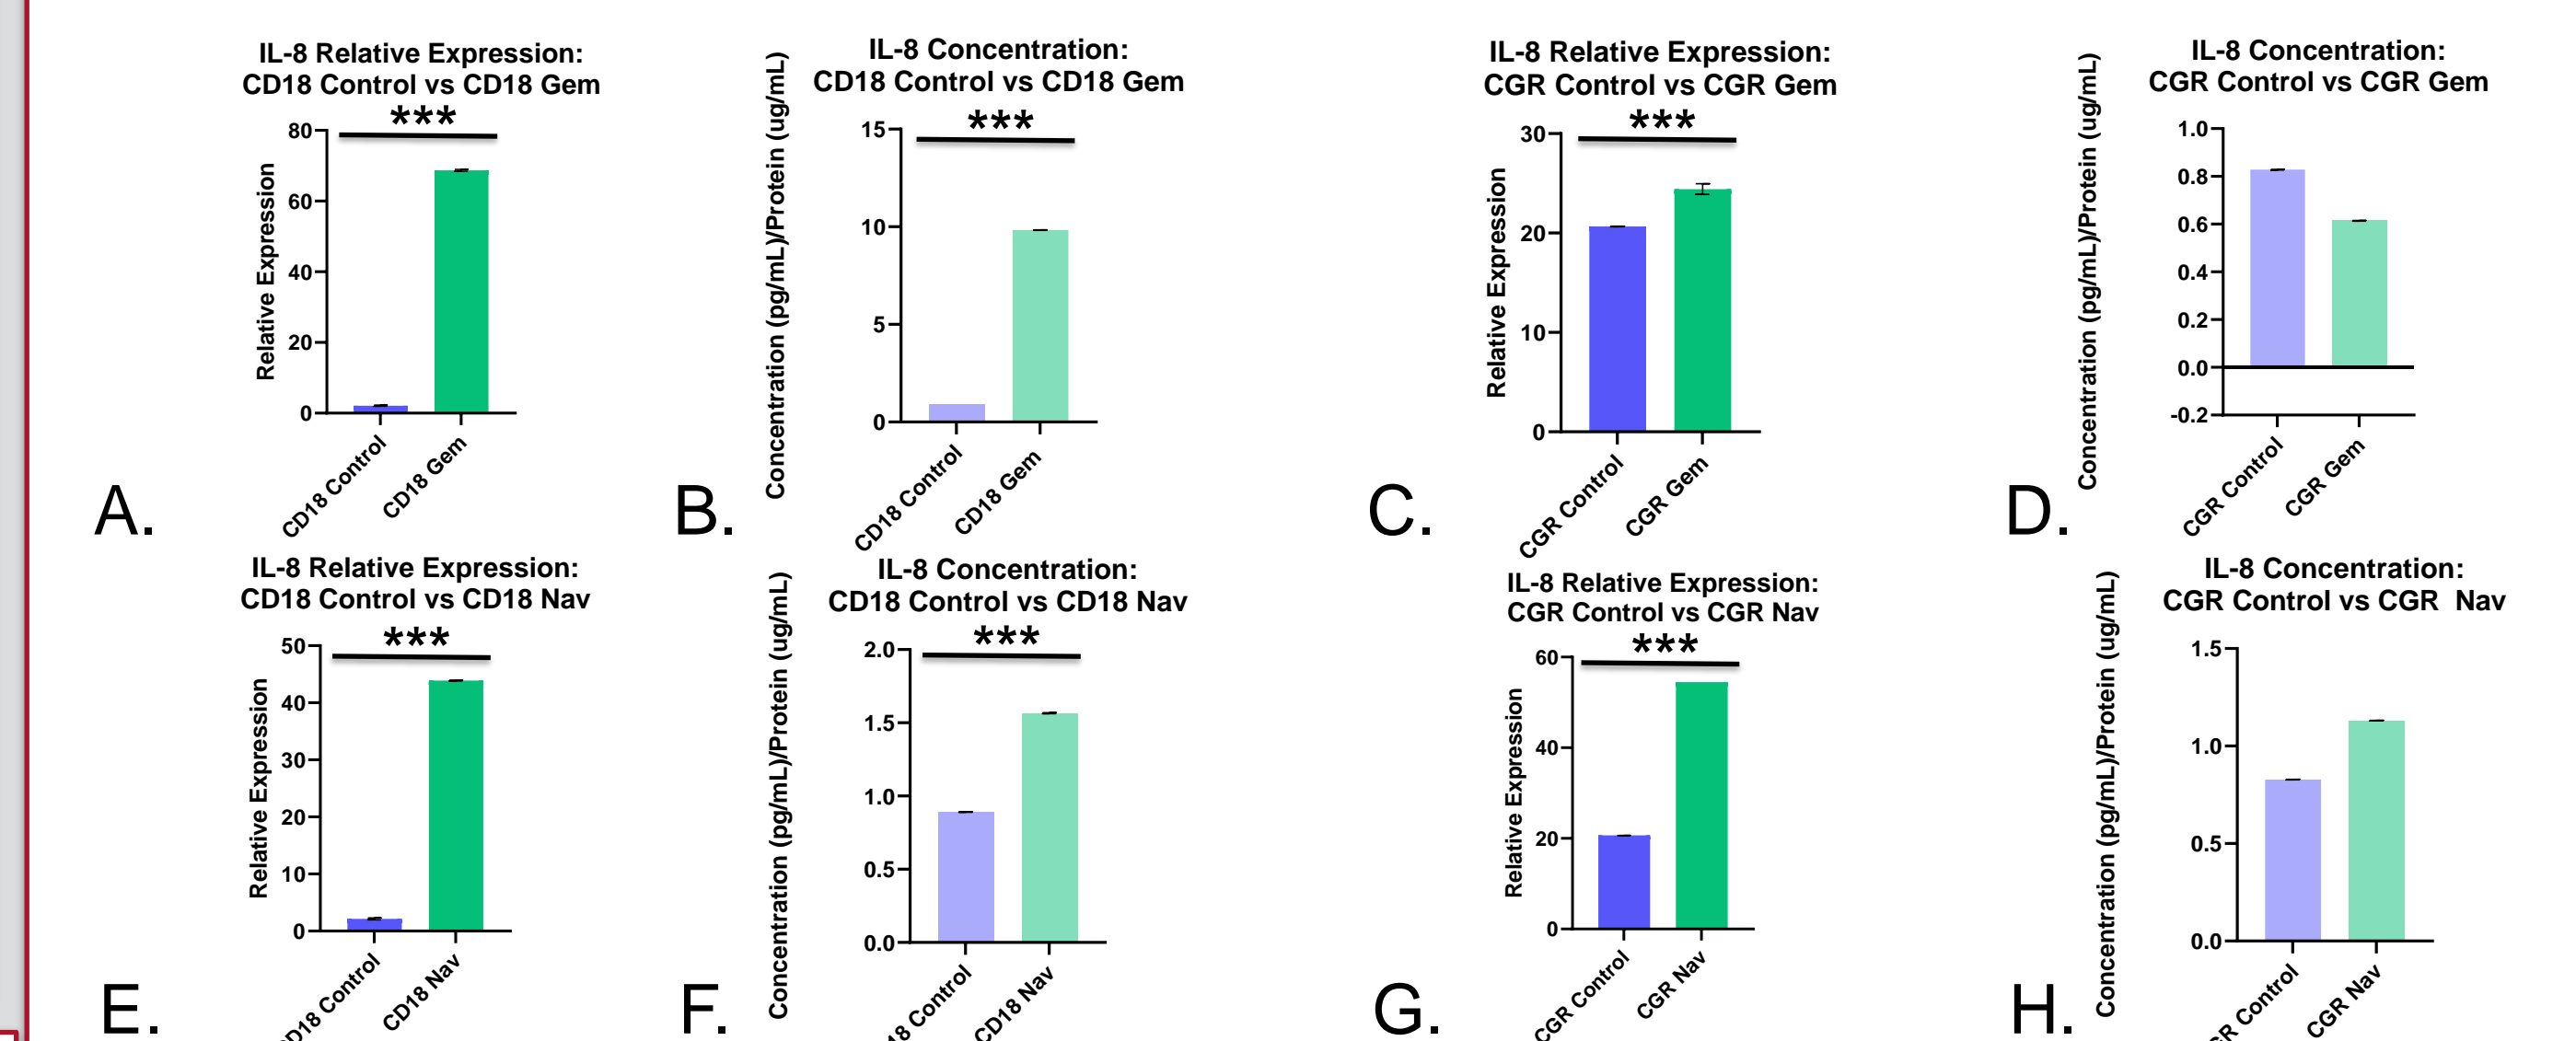 IL-8 Relative Expression:
CD18 Control vs CD18 Gem
***
Relative Expression
80
60
40
20
0
CD18 Control
CD18 Gem
A.
IL-8 Concentration:
CD18 Control vs CD18 Gem
***
Concentration (pg/mL)/Protein (ug/mL)
15
10
5
0
CD18 Control
CD18 Gem
B.
IL-8 Relative Expression:
CGR Control vs CGR Gem
***
Relative Expression
30
20
10
0
CGR Control
CGR Gem
C.
IL-8 Concentration:
CGR Control vs CGR Gem
Concentration (pg/mL)/Protein (ug/mL)
1.0
0.8
0.6
0.4
0.2
0.0
-0.2
CGR Control
CGR Gem
D.
IL-8 Relative Expression:
CD18 Control vs CD18 Nav
***
Relative Expression
50
40
30
20
10
0
CD18 Control
CD18 Nav
E.
IL-8 Concentration:
CD18 Control vs CD18 Nav
***
Concentration (pg/mL)/Protein (ug/mL)
2.0
1.5
1.0
0.5
0.0
18 Control
CD18 Nav
F.
IL-8 Relative Expression:
CGR Control vs CGR Nav
***
Relative Expression
60
40
20
0
CGR Control
CGR Nav
G.
IL-8 Concentration:
CGR Control vs CGR  Nav
Concentration (pg/mL)/Protein (ug/mL)
1.5
1.0
0.5
0.0
GR Control
CGR Nav
H.